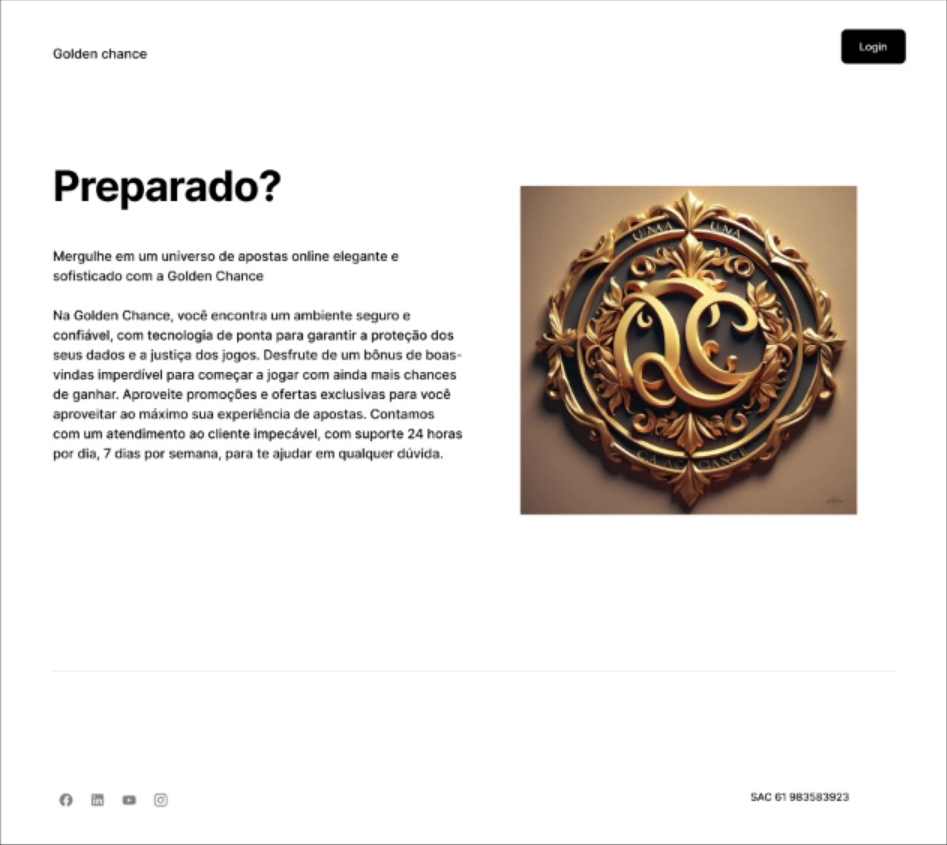 Golden chance
Login
Preparado?
Mergulhe em um universo de apostas online elegante e
sofisticado com a Golden Chance
Na Golden Chance, você encontra um ambiente seguro e
confiável, com tecnologia de ponta para garantir a proteção dos
seus dados e a justiça dos jogos. Desfrute de um bônus de boas-
vindas imperdível para começar a jogar com ainda mais chances
de ganhar. Aproveite promoções e ofertas exclusivas para você
aproveitar ao máximo sua experiência de apostas. Contamos
com um atendimento ao cliente impecável, com suporte 24 horas
por dia, 7 dias por semana, para te ajudar em qualquer dúvida.
UMA UNA
SAC 61 983583923